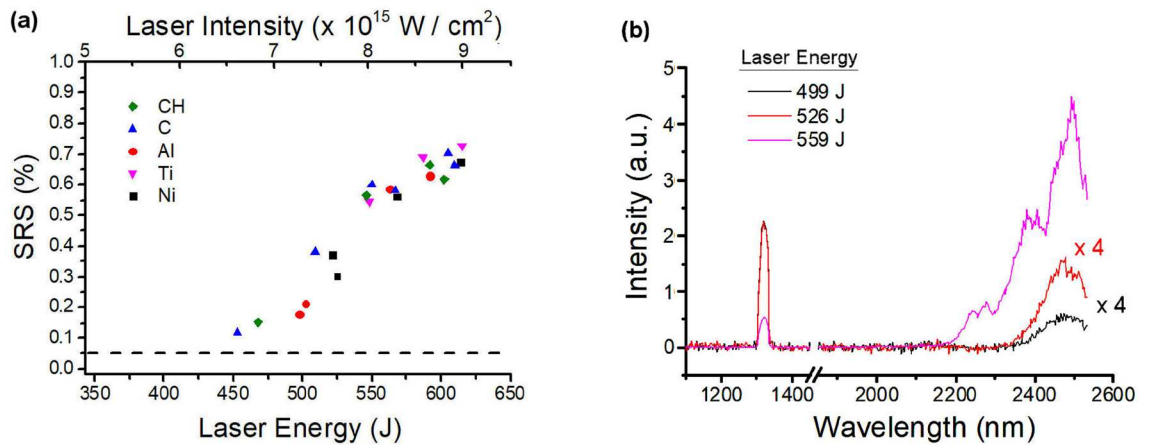 (a)
Laser Intensity (x 10^15 W / cm^2)
5 6 7 8 9
1.0
0.9
0.8
0.7
0.6
0.5
0.4
0.3
0.2
0.1
0.0
SRS (%)
CH
C
Al
Ti
Ni
350 400 450 500 550 600 650
Laser Energy (J)
(b)
Laser Energy
499 J
526 J
559 J
5
4
3
2
1
0
Intensity (a.u.)
x 4
x 4
1200 1400 2000 2200 2400 2600
Wavelength (nm)